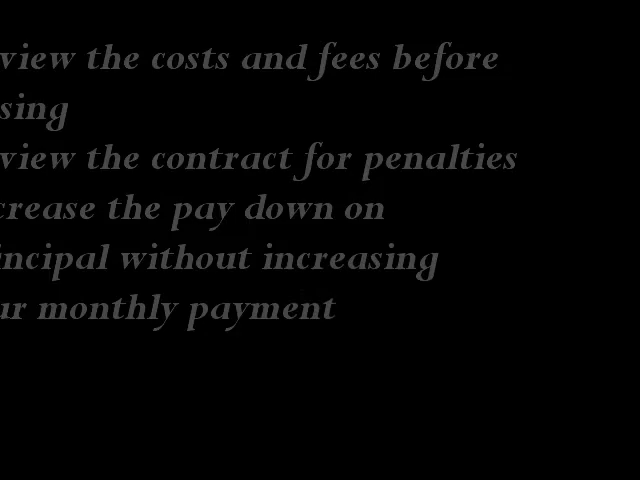 view the costs and fees before
sing
view the contract for penalties
crease the pay down on
incipal without increasing
ur monthly payment